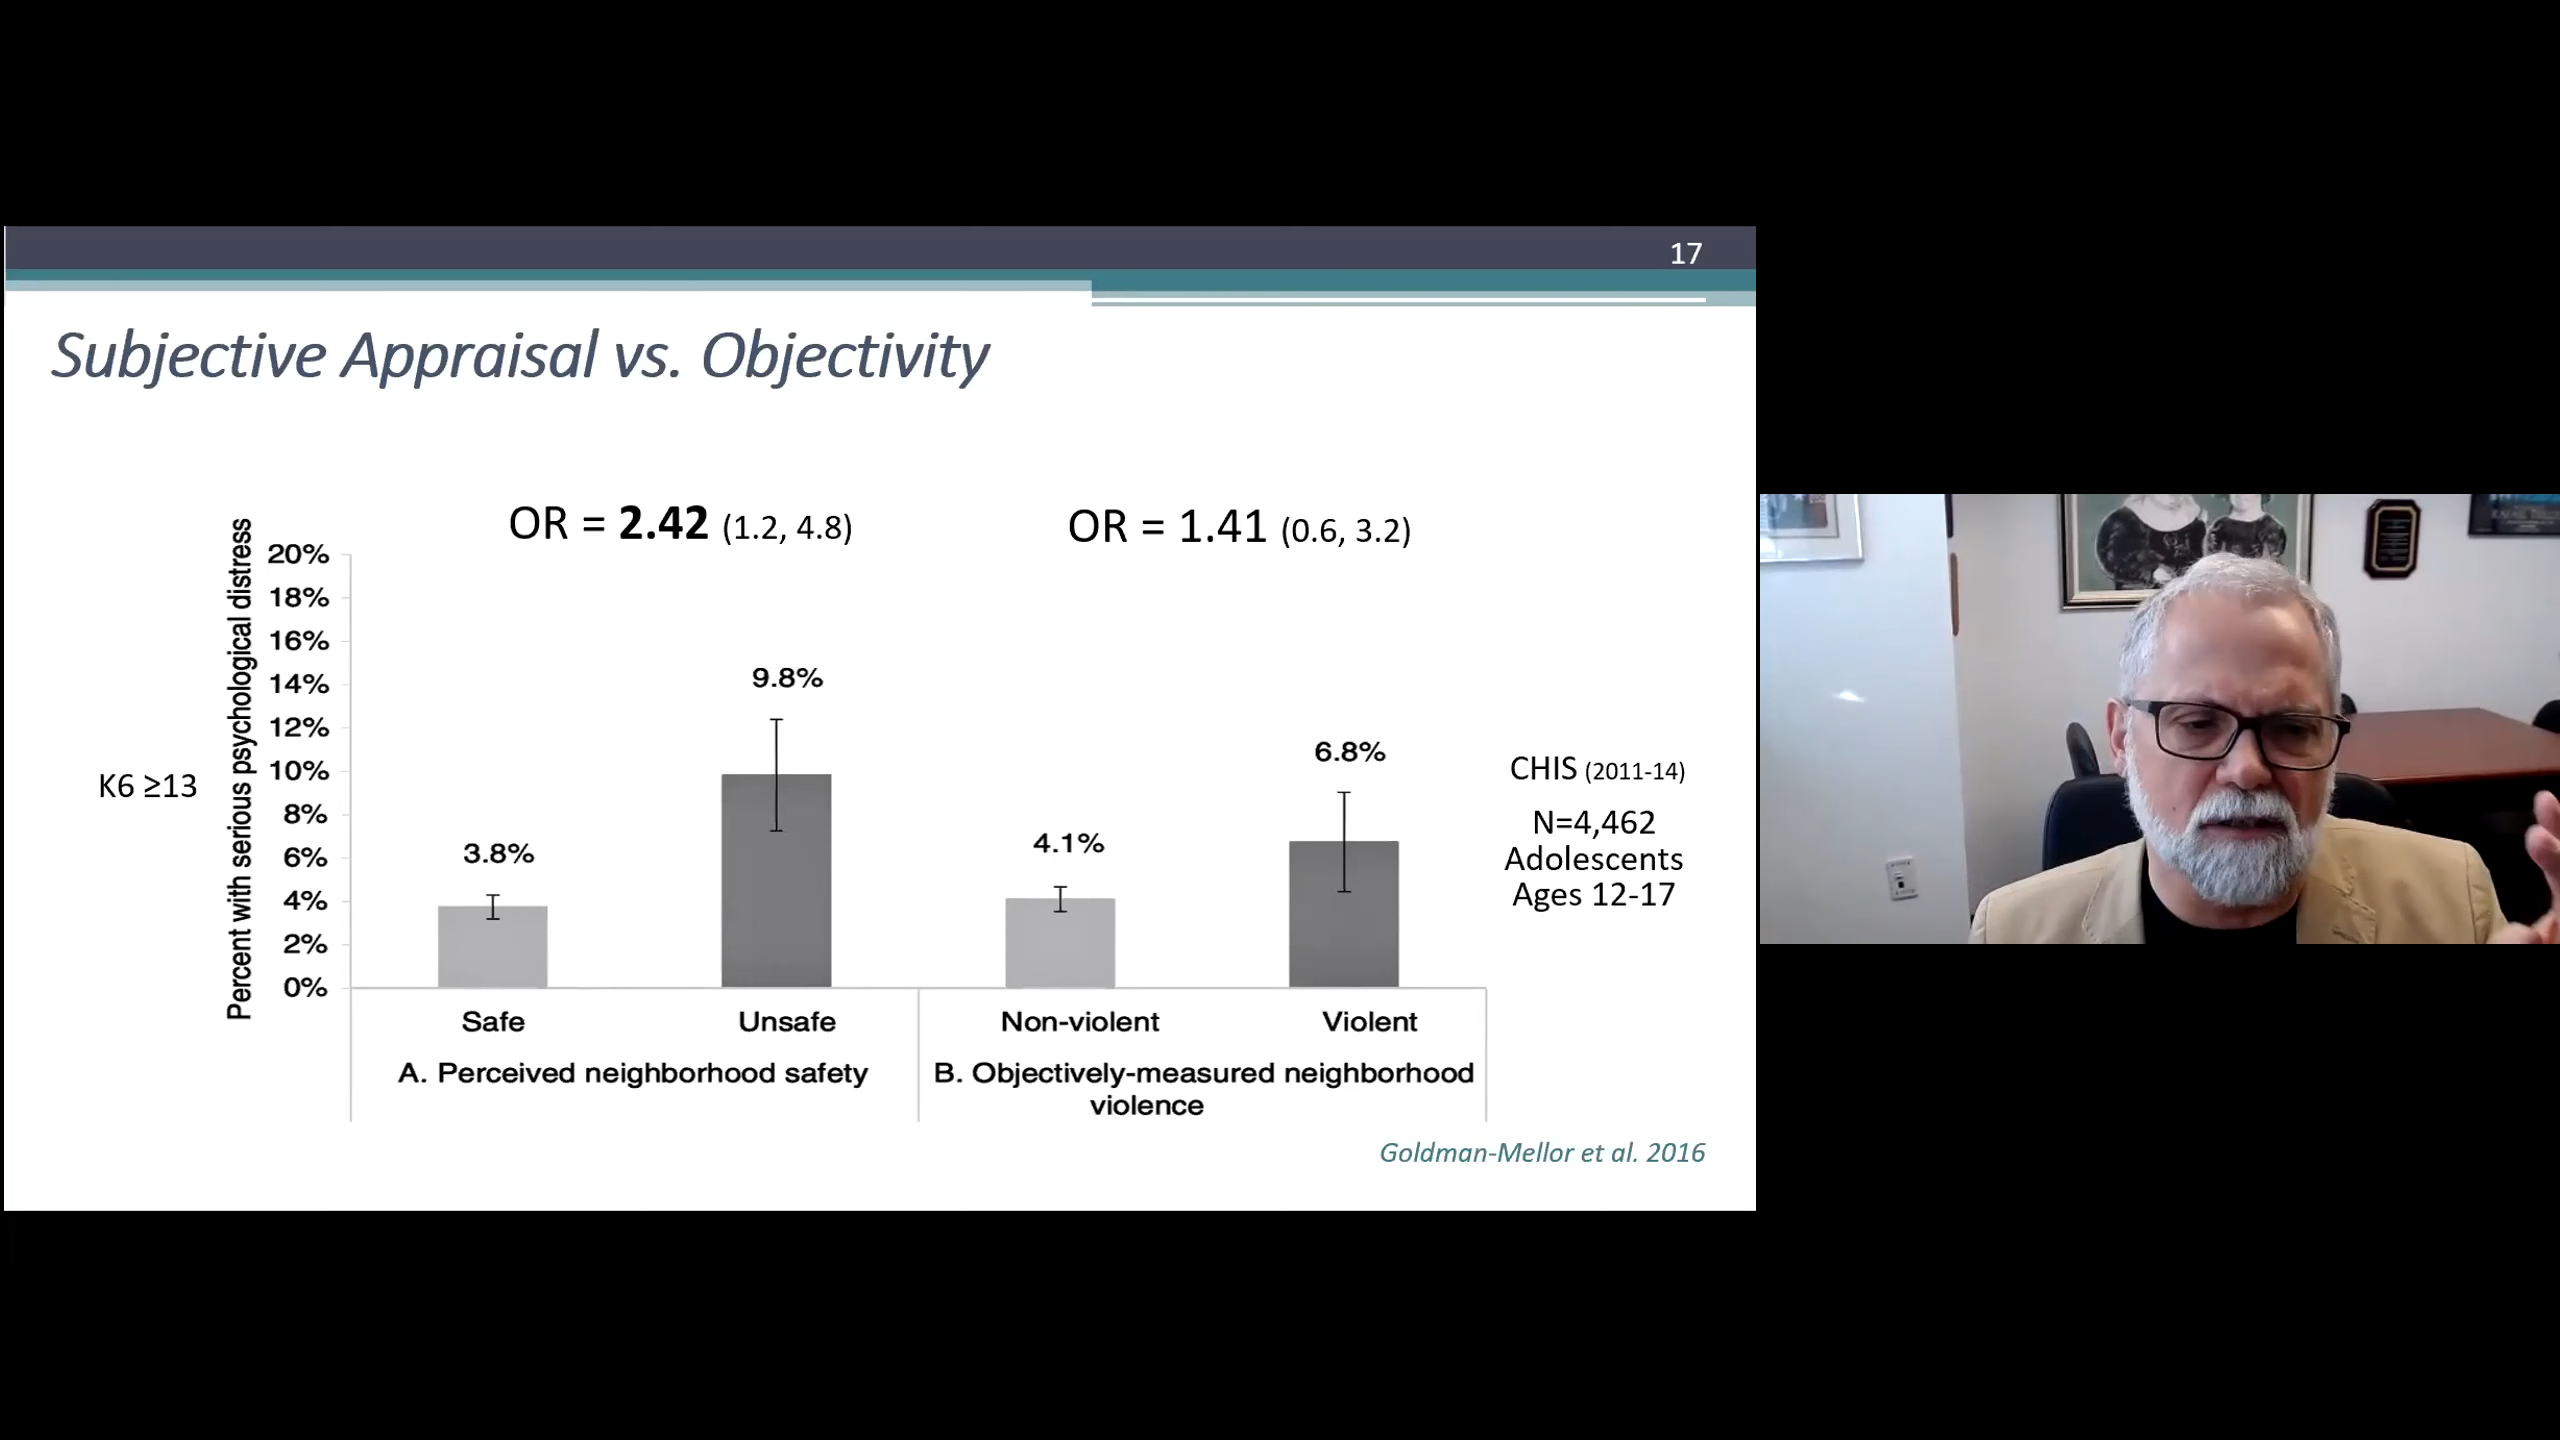 17
Subjective Appraisal vs. Objectivity
OR = 2.42 (1.2, 4.8)
OR = 1.41 (0.6, 3.2)
K6 ≥13
Percent with serious psychological distress
20%
18%
16%
14%
12%
10%
8%
6%
4%
2%
0%
3.8%
9.8%
4.1%
6.8%
Safe
Unsafe
Non-violent
Violent
A. Perceived neighborhood safety
B. Objectively-measured neighborhood
violence
CHIS (2011-14)
N=4,462
Adolescents
Ages 12-17
Goldman-Mellor et al. 2016